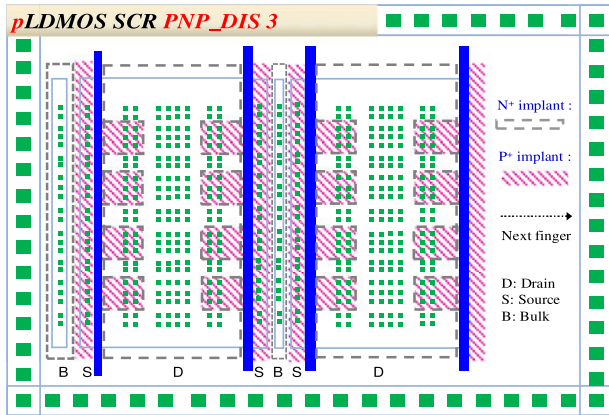 pLDMOS SCR PNP_DIS 3
N+ implant :
P+ implant :
Next finger
D: Drain
S: Source
B: Bulk
B S D S B S D